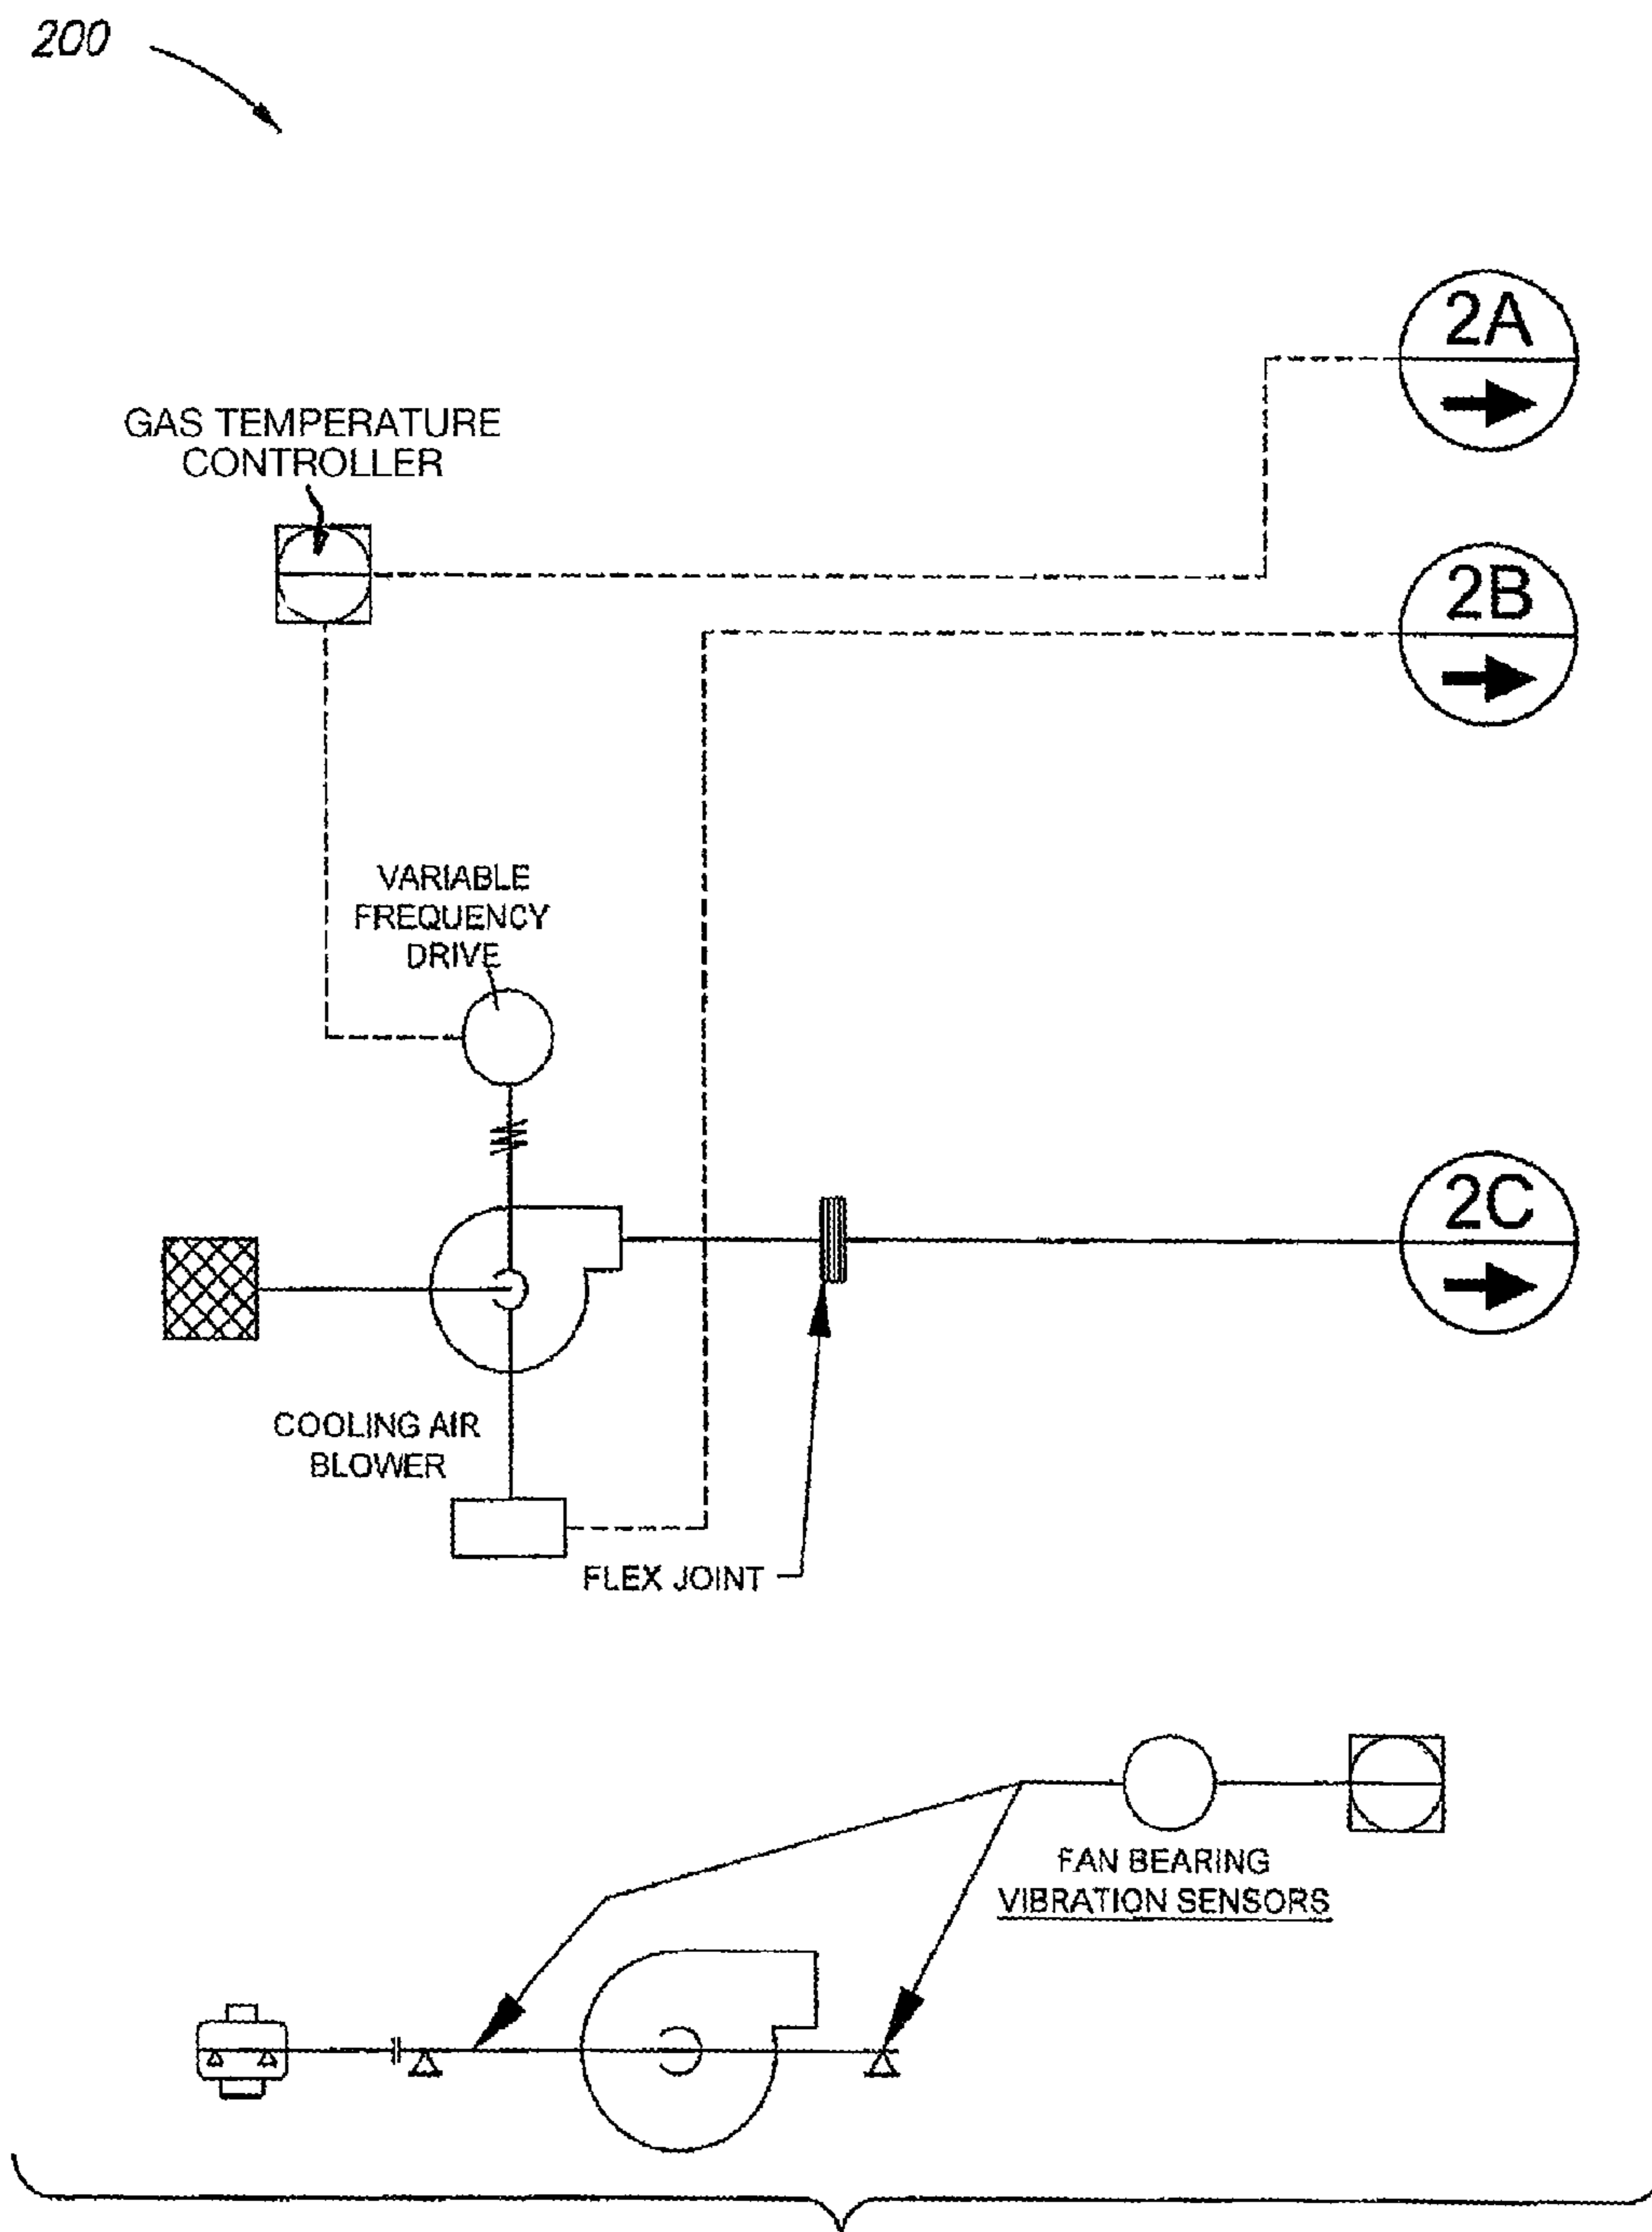 200
2A
GAS TEMPERATURE
CONTROLLER
2B
VARIABLE
FREQUENCY
DRIVE
2C
COOLING AIR
BLOWER
FLEX JOINT
FAN BEARING
VIBRATION SENSORS